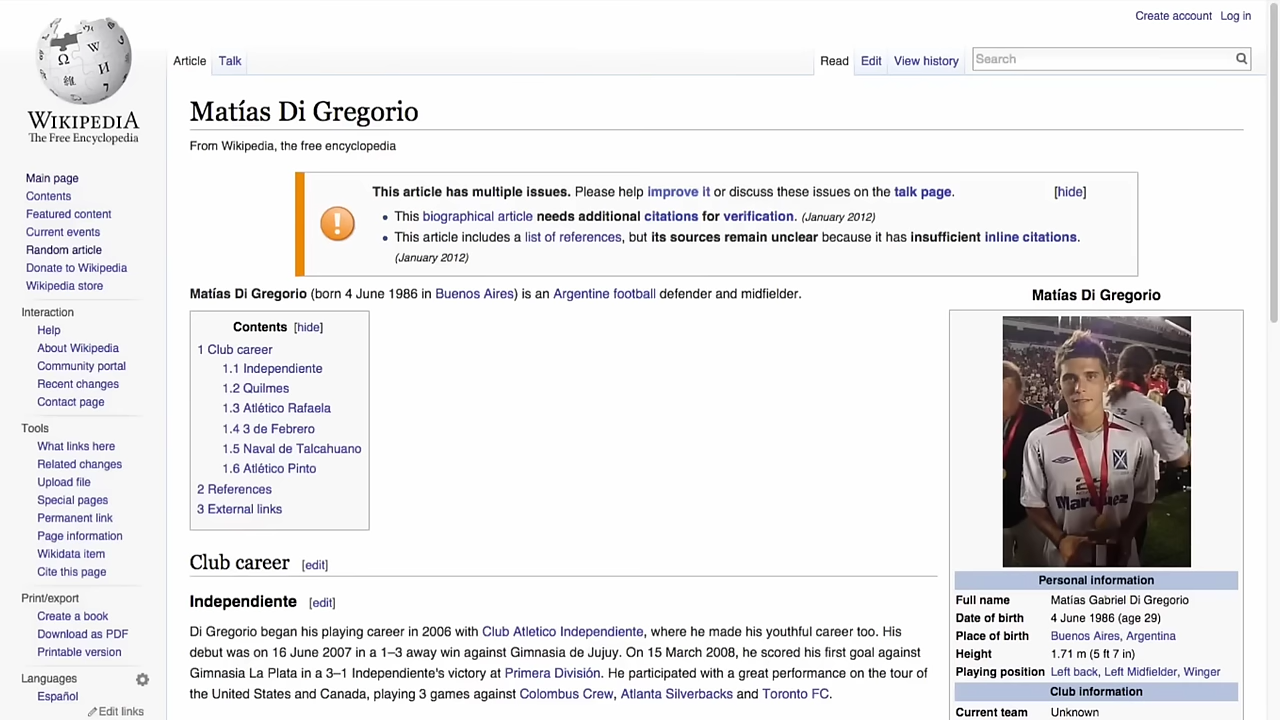 Create account Log in
Article Talk Read Edit View history Search
WIKIPEDIA
The Free Encyclopedia
Main page
Contents
Featured content
Current events
Random article
Donate to Wikipedia
Wikipedia store
Interaction
Help
About Wikipedia
Community portal
Recent changes
Contact page
Tools
What links here
Related changes
Upload file
Special pages
Permanent link
Page information
Wikidata item
Cite this page
Print/export
Create a book
Download as PDF
Printable version
Languages
Español
Edit links
Matías Di Gregorio
From Wikipedia, the free encyclopedia
This article has multiple issues. Please help improve it or discuss these issues on the talk page. [hide]
• This biographical article needs additional citations for verification. (January 2012)
• This article includes a list of references, but its sources remain unclear because it has insufficient inline citations.
(January 2012)
Matías Di Gregorio (born 4 June 1986 in Buenos Aires) is an Argentine football defender and midfielder.
Contents [hide]
1 Club career
1.1 Independiente
1.2 Quilmes
1.3 Atlético Rafaela
1.4 3 de Febrero
1.5 Naval de Talcahuano
1.6 Atlético Pinto
2 References
3 External links
Club career [edit]
Independiente [edit]
Di Gregorio began his playing career in 2006 with Club Atletico Independiente, where he made his youthful career too. His
debut was on 16 June 2007 in a 1–3 away win against Gimnasia de Jujuy. On 15 March 2008, he scored his first goal against
Gimnasia La Plata in a 3–1 Independiente's victory at Primera División. He participated with a great performance on the tour of
the United States and Canada, playing 3 games against Colombus Crew, Atlanta Silverbacks and Toronto FC.
Matías Di Gregorio
Marquez
Personal information
Full name Matías Gabriel Di Gregorio
Date of birth 4 June 1986 (age 29)
Place of birth Buenos Aires, Argentina
Height 1.71 m (5 ft 7 in)
Playing position Left back, Left Midfielder, Winger
Club information
Current team Unknown